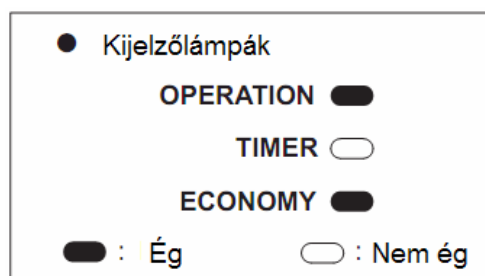 ● Kijelzőlámpák
OPERATION
TIMER
ECONOMY
: Ég : Nem ég